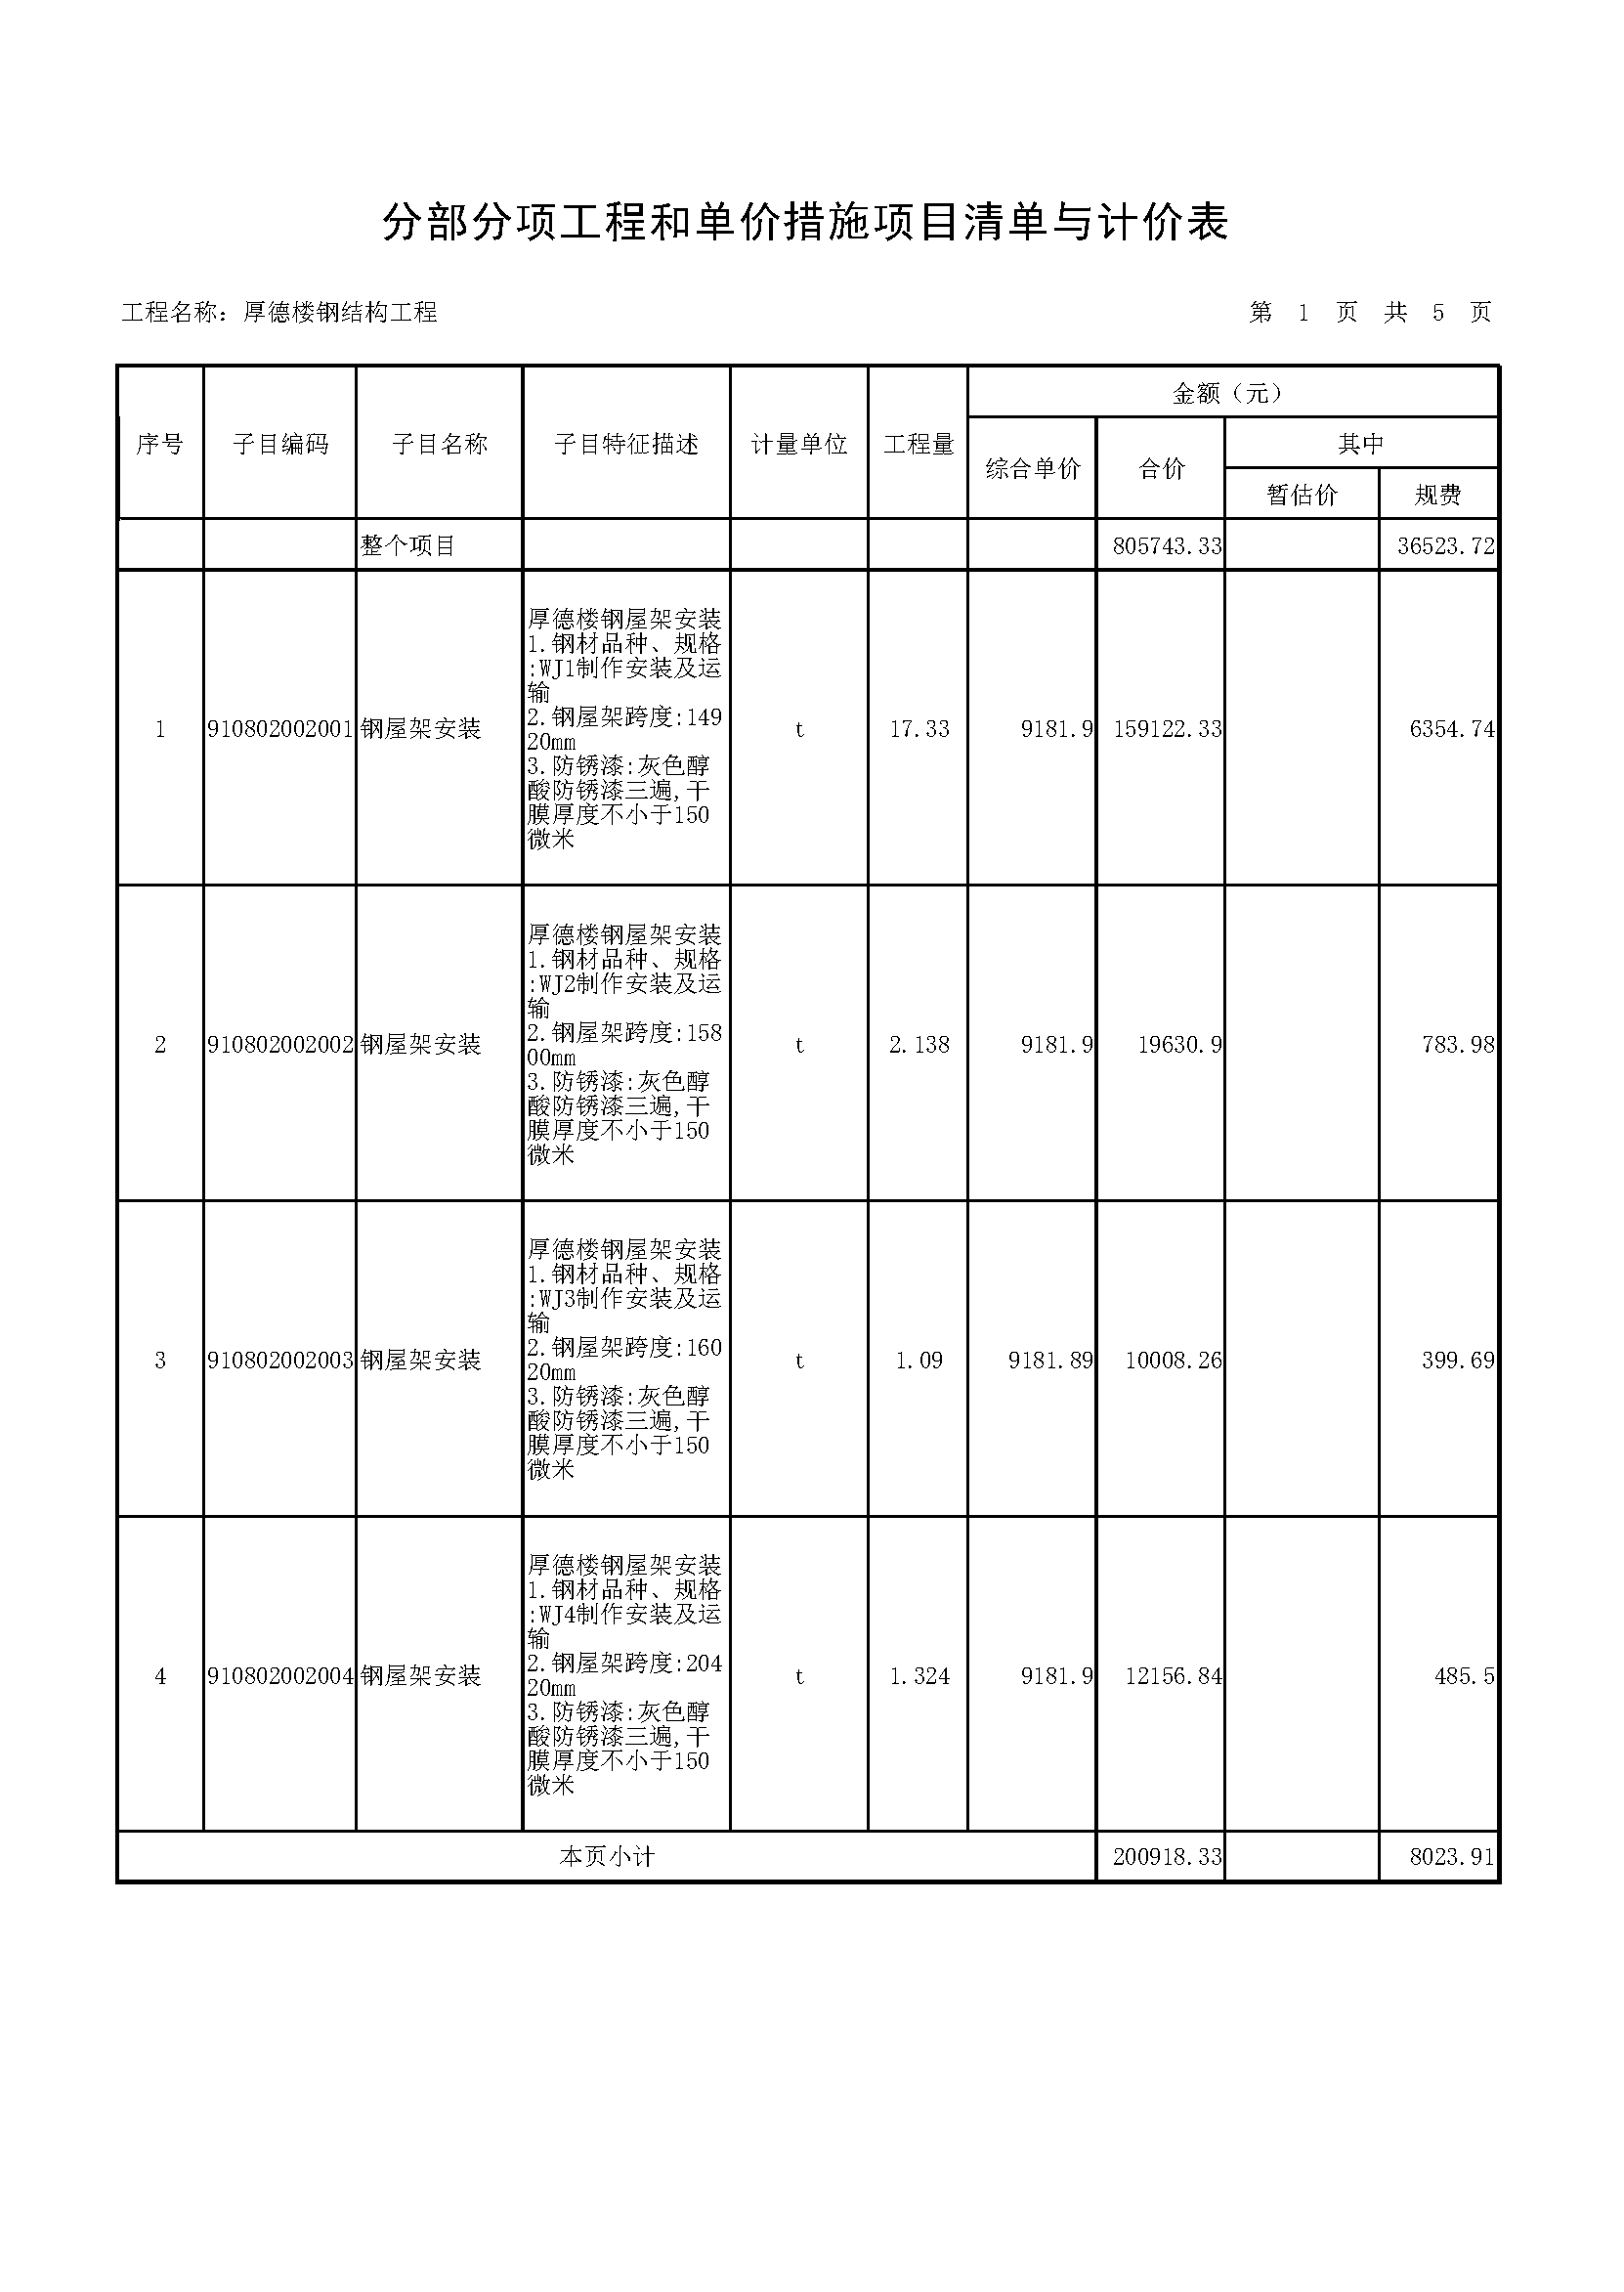 分部分项工程和单价措施项目清单与计价表
工程名称：厚德楼钢结构工程 第 1 页 共 5 页
序号 子目编码 子目名称 子目特征描述 计量单位 工程量 金额（元）
综合单价 合价 其中
暂估价 规费
整个项目 805743.33 36523.72
厚德楼钢屋架安装
1.钢材品种、规格
:WJ1制作安装及运
输
2.钢屋架跨度:149
20mm
3.防锈漆:灰色醇
酸防锈漆三遍,干
膜厚度不小于150
微米
1 910802002001 钢屋架安装 t 17.33 9181.9 159122.33 6354.74
厚德楼钢屋架安装
1.钢材品种、规格
:WJ2制作安装及运
输
2.钢屋架跨度:158
00mm
3.防锈漆:灰色醇
酸防锈漆三遍,干
膜厚度不小于150
微米
2 910802002002 钢屋架安装 t 2.138 9181.9 19630.9 783.98
厚德楼钢屋架安装
1.钢材品种、规格
:WJ3制作安装及运
输
2.钢屋架跨度:160
20mm
3.防锈漆:灰色醇
酸防锈漆三遍,干
膜厚度不小于150
微米
3 910802002003 钢屋架安装 t 1.09 9181.89 10008.26 399.69
厚德楼钢屋架安装
1.钢材品种、规格
:WJ4制作安装及运
输
2.钢屋架跨度:204
20mm
3.防锈漆:灰色醇
酸防锈漆三遍,干
膜厚度不小于150
微米
4 910802002004 钢屋架安装 t 1.324 9181.9 12156.84 485.5
本页小计 200918.33 8023.91